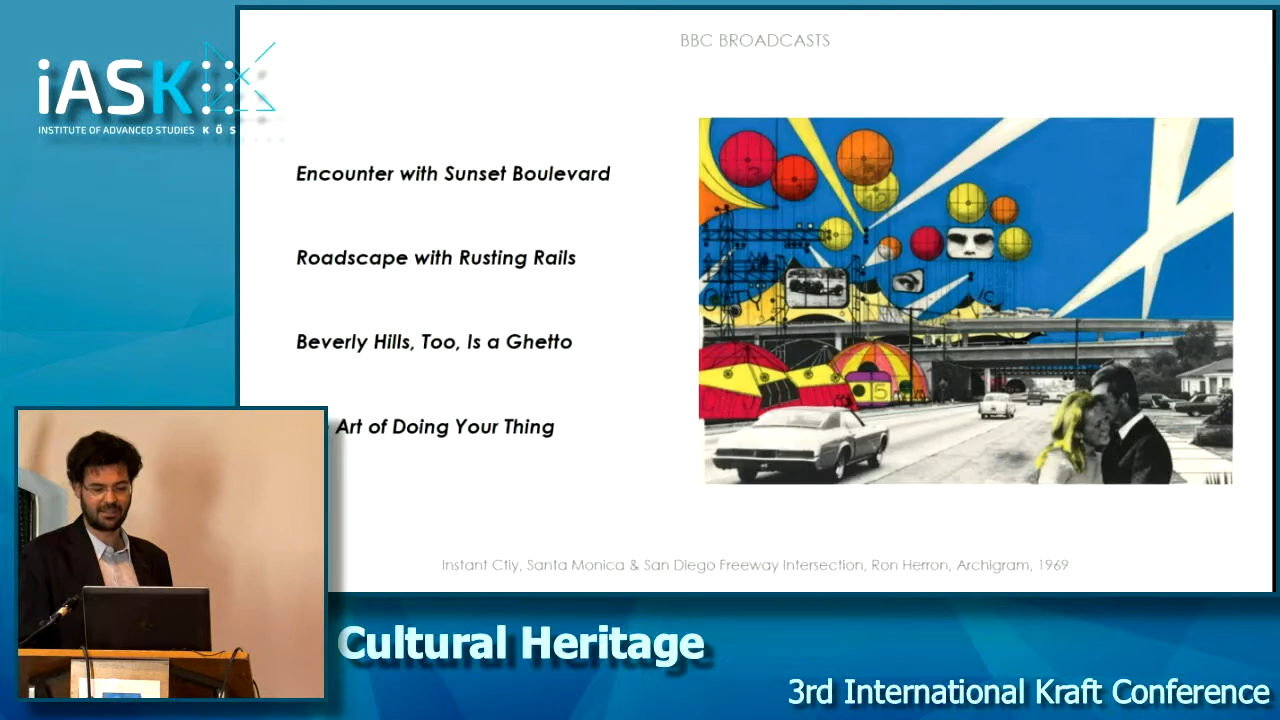 BBC BROADCASTS
iASK
INSTITUTE OF ADVANCED STUDIES K Ő S
Encounter with Sunset Boulevard
Roadscape with Rusting Rails
Beverly Hills, Too, Is a Ghetto
Art of Doing Your Thing
Instant Ctiy, Santa Monica & San Diego Freeway Intersection, Ron Herron, Archigram, 1969
Cultural Heritage
3rd International Kraft Conference